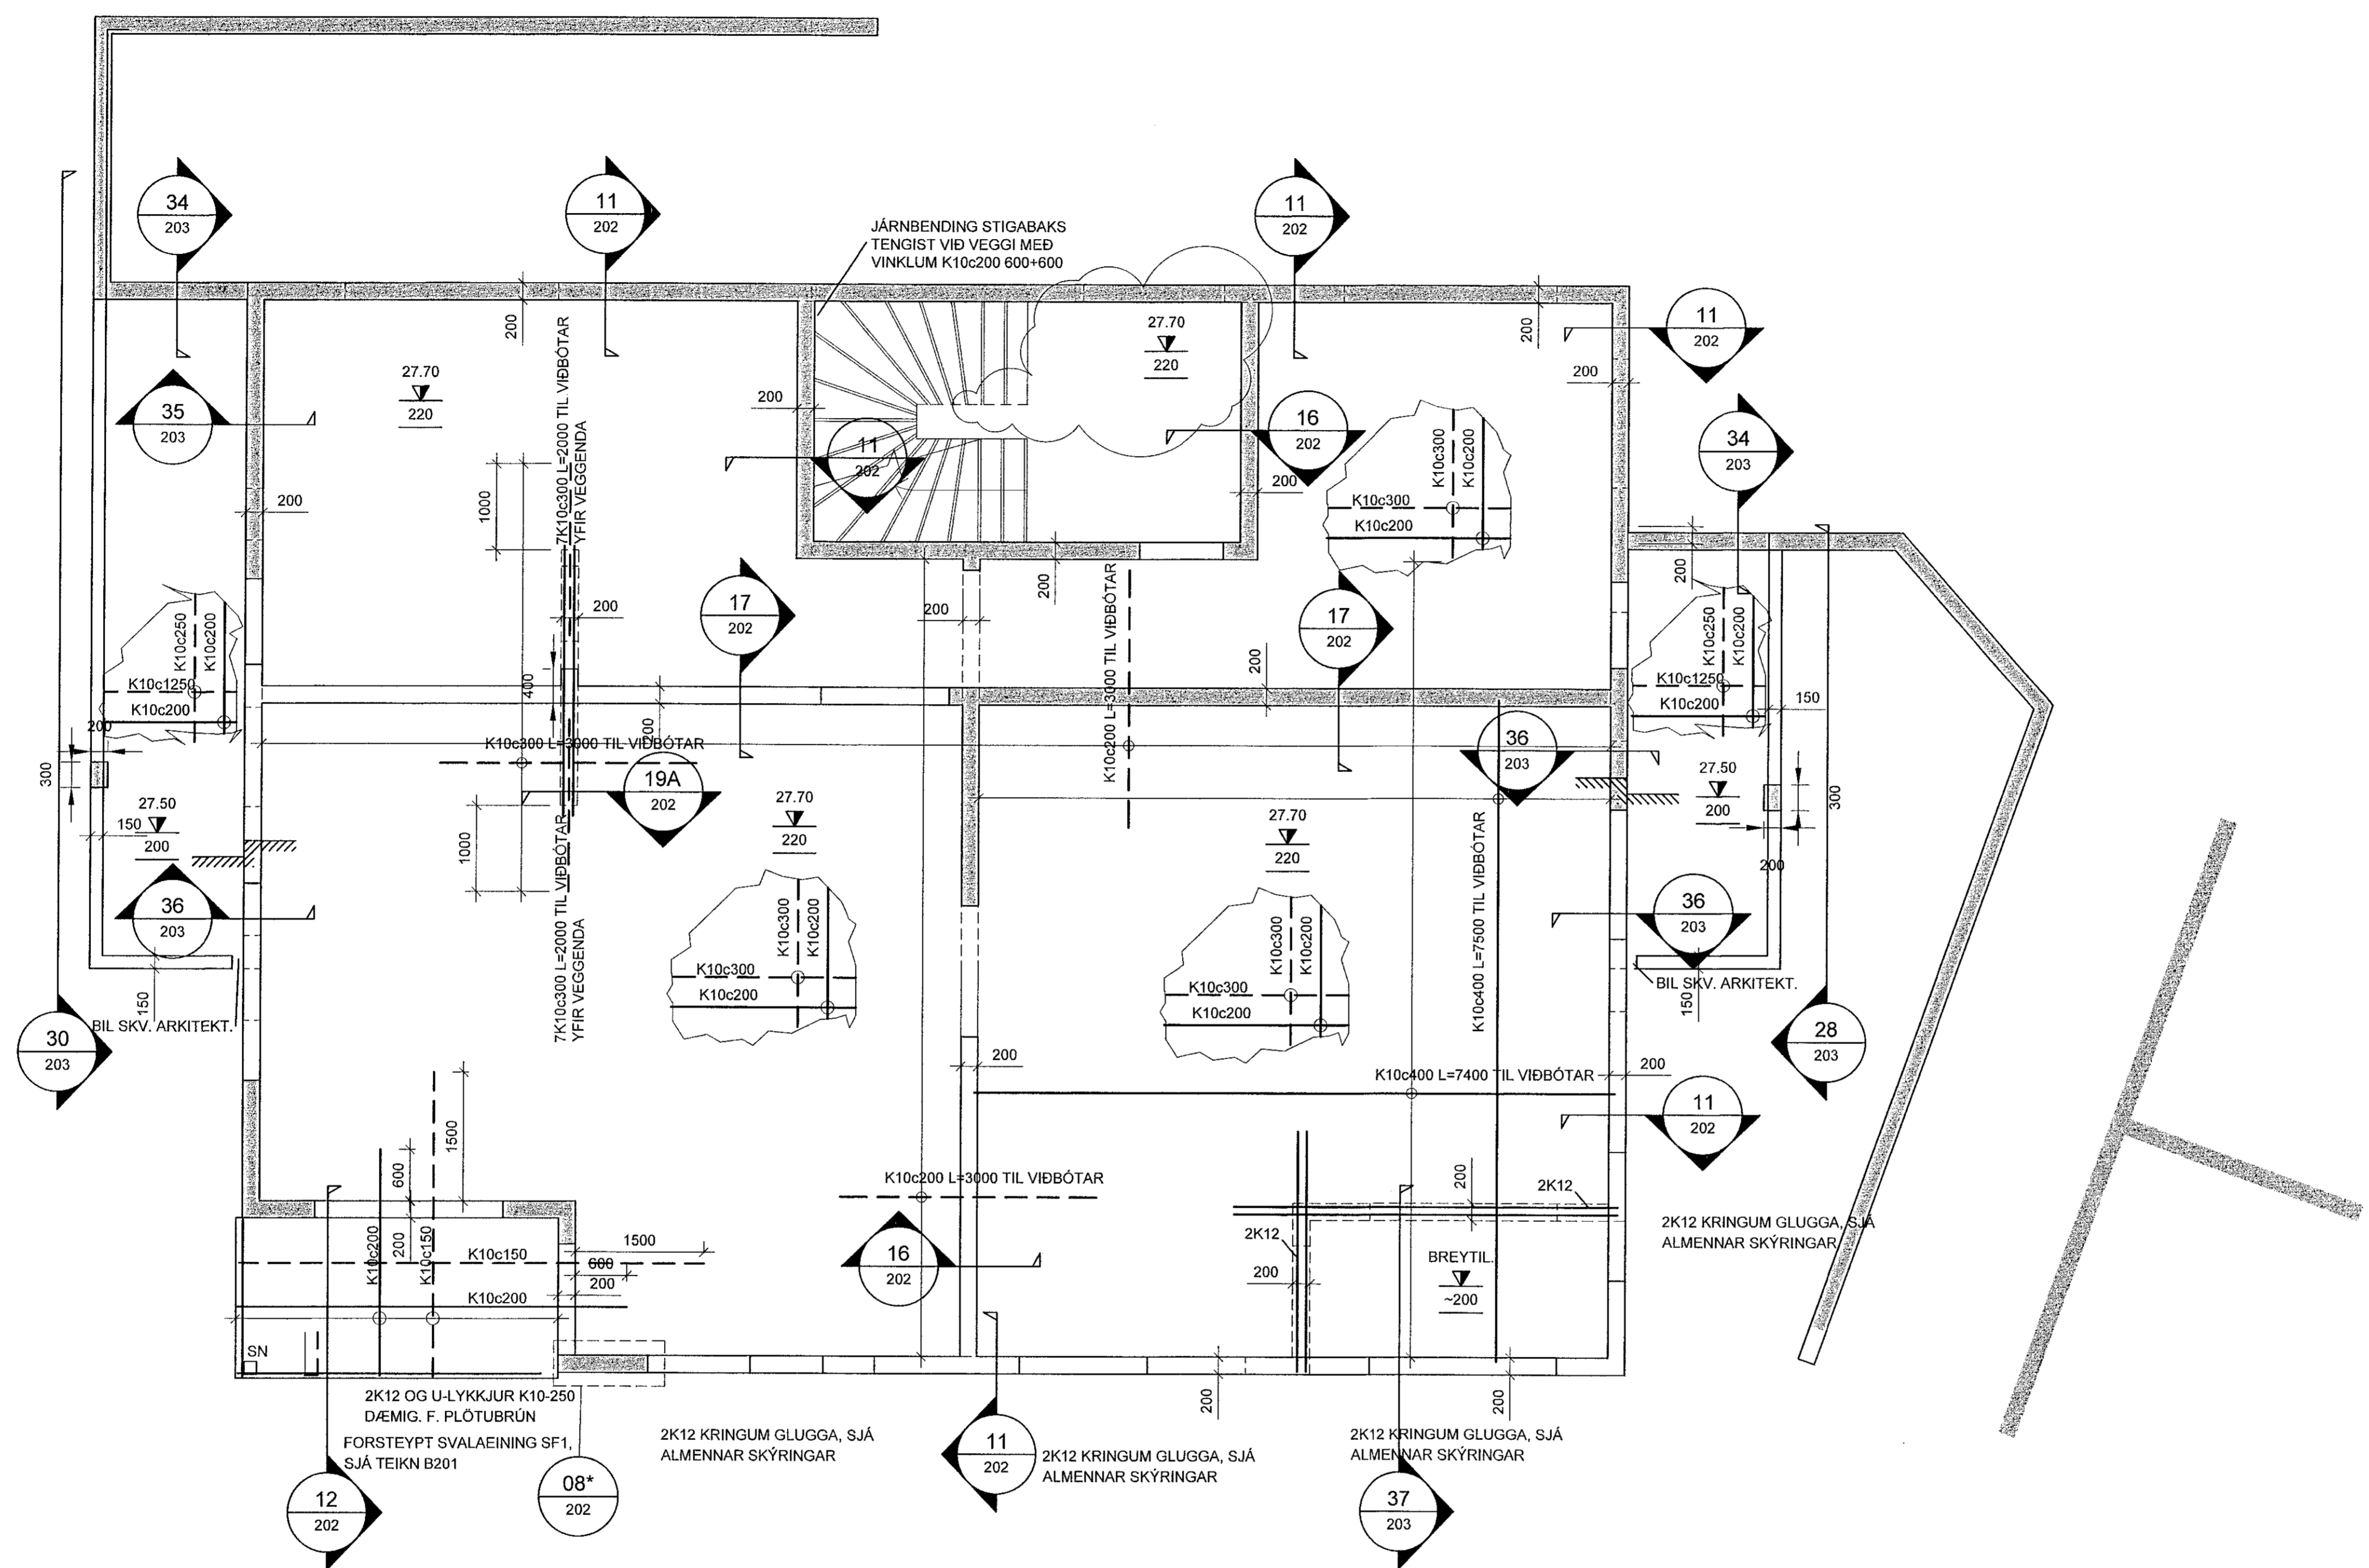 34
203
11
202
JÁRNBENDING STIGABAKS
TENGIST VIÐ VEGGI MEÐ
VINKLUM K10c200 600+600
11
202
11
202
200
7K10c300 L=2000 TIL VIÐBÓTAR
YFIR VEGGENDA
27.70
220
200
200
27.70
220
35
203
200
11
202
16
202
K10c300
K10c200
K10c300
K10c200
34
203
1000
200
200
200
17
202
200
200
K10c200 L=3000 TIL VIÐBÓTAR
17
202
200
200
K10c250
K10c200
K10c1250
K10c200
200
400
200
K10c300 L=3000 TIL VIÐBÓTAR
K10c250
K10c200
K10c1250
K10c200
150
300
27.50
150
200
19A
202
27.70
220
27.70
220
36
203
27.50
200
300
200
1000
7K10c300 L=2000 TIL VIÐBÓTAR
YFIR VEGGENDA
36
203
K10c300
K10c200
K10c300
K10c200
K10c300
K10c200
K10c300
K10c200
K10c400 L=7500 TIL VIÐBÓTAR
36
203
150
BIL SKV. ARKITEKT.
BIL SKV. ARKITEKT.
150
30
203
28
203
200
K10c400 L=7400 TIL VIÐBÓTAR
200
11
202
1500
600
K10c200 L=3000 TIL VIÐBÓTAR
200
2K12
2K12 KRINGUM GLUGGA, SJÁ
ALMENNAR SKÝRINGAR
K10c200
200
K10c150
K10c150
1500
600
200
K10c200
16
202
2K12
200
BREYTIL.
~200
SN
2K12 OG U-LYKKJUR K10-250
DÆMIG. F. PLÖTUBRÚN
FORSTEYPT SVALAEINING SF1,
SJÁ TEIKN B201
200
200
2K12 KRINGUM GLUGGA, SJÁ
ALMENNAR SKÝRINGAR
11
202
2K12 KRINGUM GLUGGA, SJÁ
ALMENNAR SKÝRINGAR
2K12 KRINGUM GLUGGA, SJÁ
ALMENNAR SKÝRINGAR
12
202
08*
202
37
203